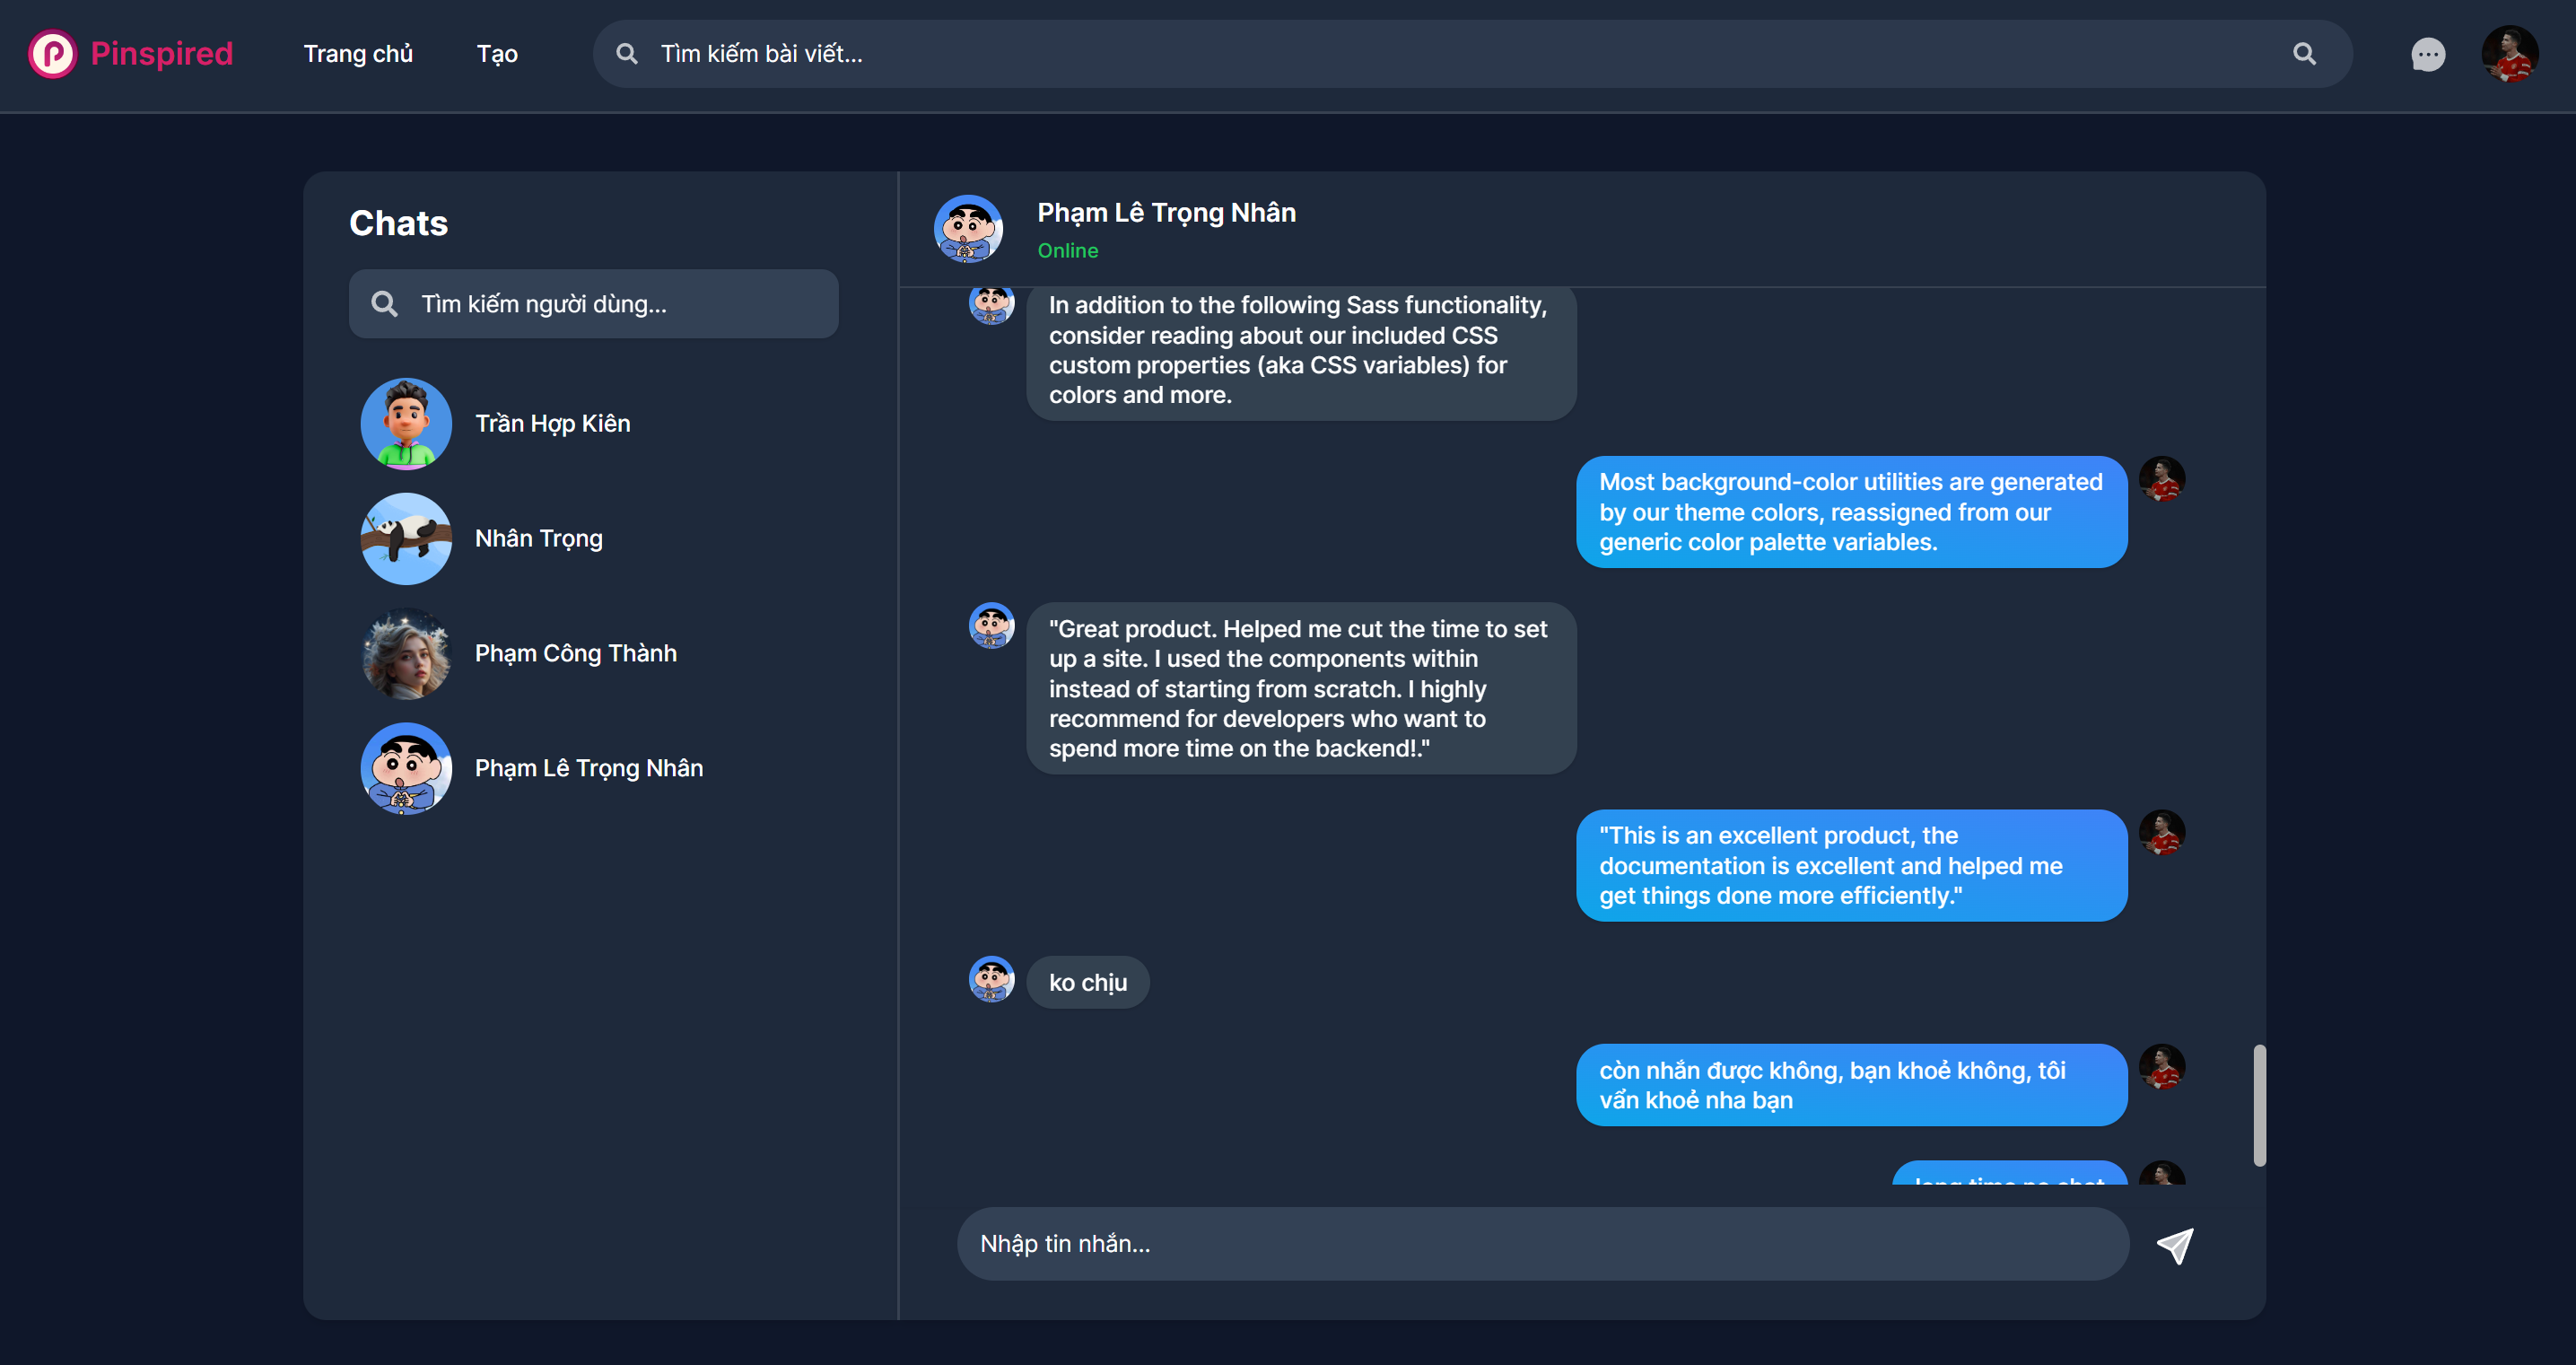 Pinspired
Trang chủ
Tạo
Tìm kiếm bài viết...
Chats
Tìm kiếm người dùng...
Trần Hợp Kiên
Nhân Trọng
Phạm Công Thành
Phạm Lê Trọng Nhân
Phạm Lê Trọng Nhân
Online
In addition to the following Sass functionality,
consider reading about our included CSS
custom properties (aka CSS variables) for
colors and more.
Most background-color utilities are generated
by our theme colors, reassigned from our
generic color palette variables.
"Great product. Helped me cut the time to set
up a site. I used the components within
instead of starting from scratch. I highly
recommend for developers who want to
spend more time on the backend!."
"This is an excellent product, the
documentation is excellent and helped me
get things done more efficiently."
ko chịu
còn nhắn được không, bạn khoẻ không, tôi
vẩn khoẻ nha bạn
long time no chat
Nhập tin nhắn...